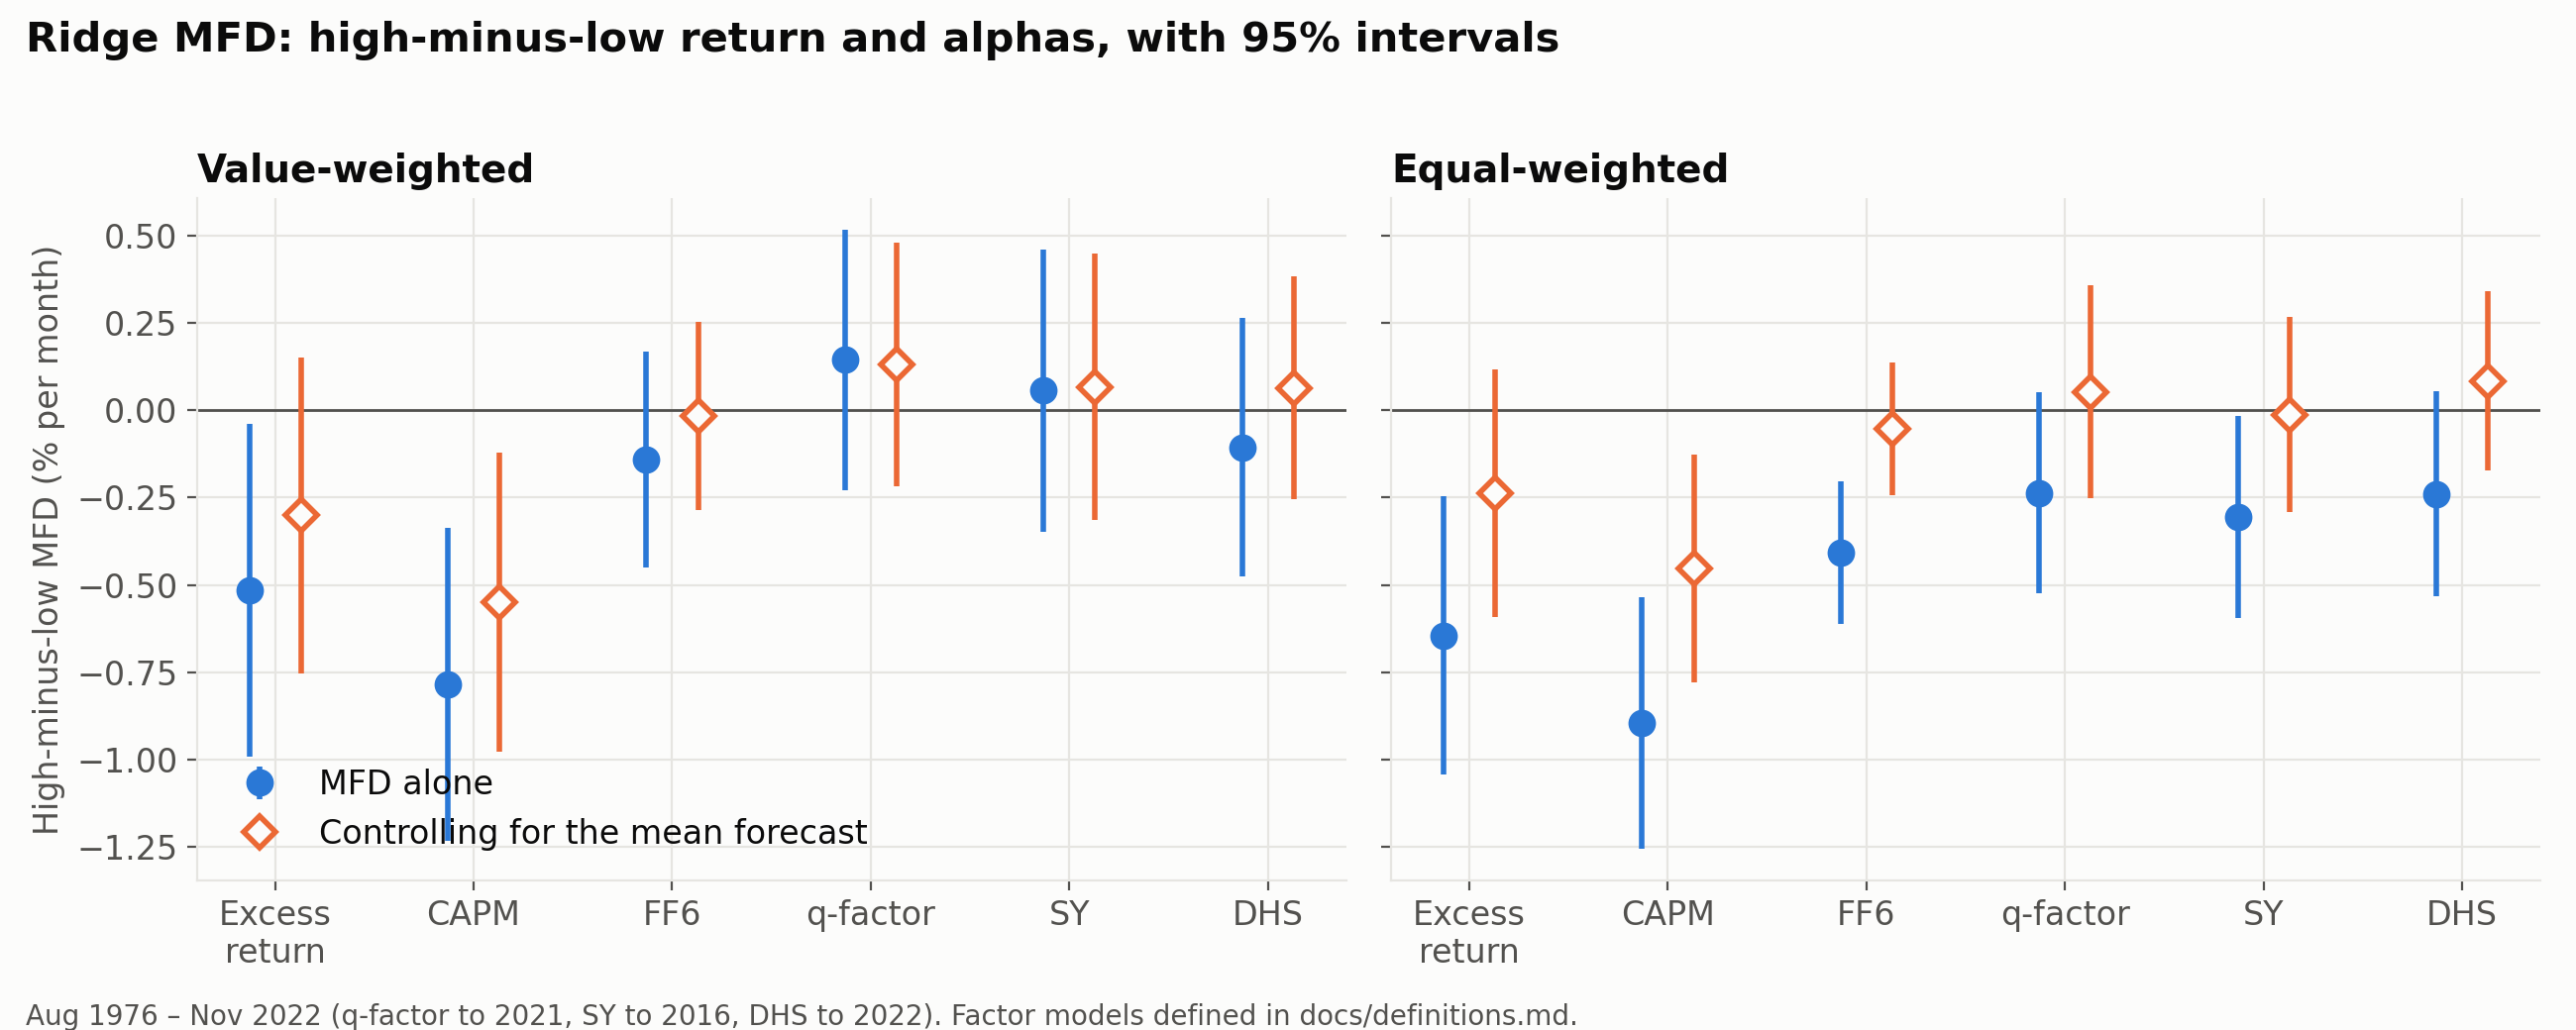 Ridge MFD: high-minus-low return and alphas, with 95% intervals
Value-weighted
High-minus-low MFD (% per month)
0.50
0.25
0.00
−0.25
−0.50
−0.75
−1.00
−1.25
MFD alone
Controlling for the mean forecast
Excess
return
CAPM
FF6
q-factor
SY
DHS
Equal-weighted
Excess
return
CAPM
FF6
q-factor
SY
DHS
Aug 1976 – Nov 2022 (q-factor to 2021, SY to 2016, DHS to 2022). Factor models defined in docs/definitions.md.